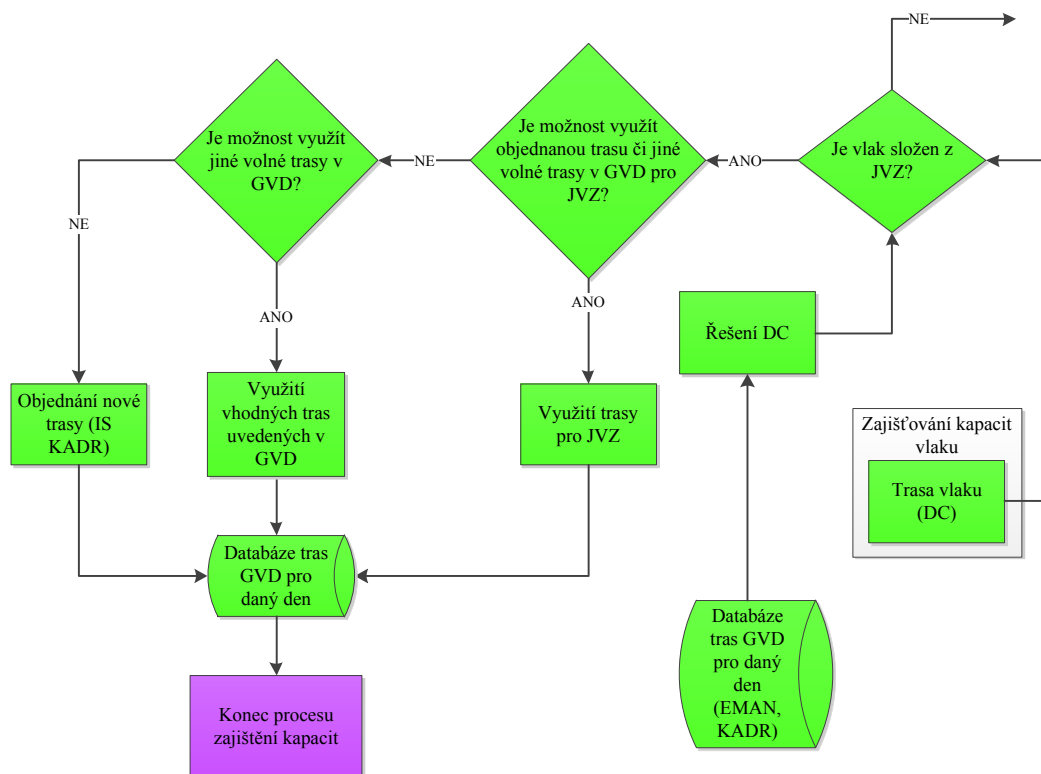 NE
Je možnost využít
jiné volné trasy v
GVD?
NE
Je možnost využít
objednanou trasu či jiné
volné trasy v GVD pro
JVZ?
ANO
Je vlak složen z
JVZ?
NE
ANO
ANO
Řešení DC
Objednání nové
trasy (IS
KADR)
Využití
vhodných tras
uvedených v
GVD
Využití trasy
pro JVZ
Zajišťování kapacit
vlaku
Trasa vlaku
(DC)
Databáze tras
GVD pro
daný den
Databáze
tras GVD
pro daný
den
(EMAN,
KADR)
Konec procesu
zajištění kapacit